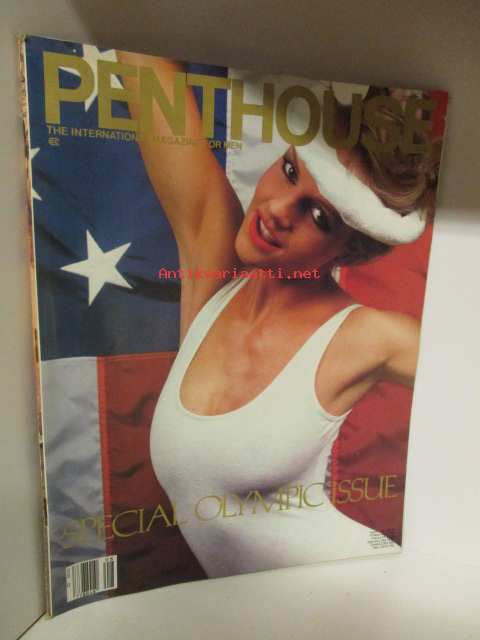 PENTHOUSE
THE INTERNATIONAL MAGAZINE FOR MEN
Antikvariaatti.net
SPECIAL OLYMPIC ISSUE